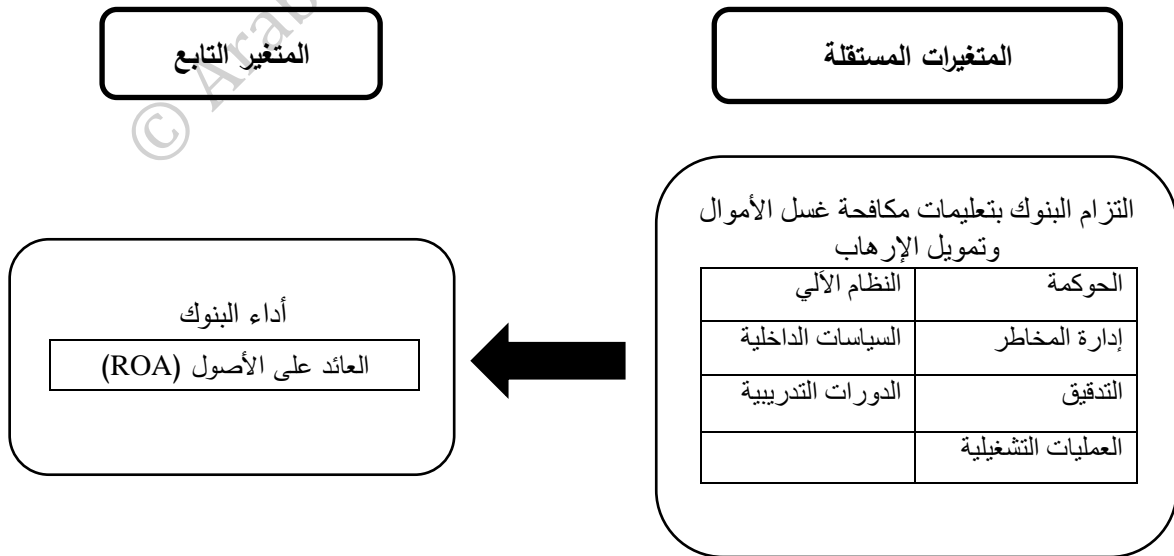 المتغيرات المستقلة
المتغير التابع
التزام البنوك بتعليمات مكافحة غسل الأموال
وتمويل الإرهاب
الحوكمة النظام الآلي
إدارة المخاطر السياسات الداخلية
التدقيق الدورات التدريبية
العمليات التشغيلية
أداء البنوك
العائد على الأصول (ROA)
© Arab